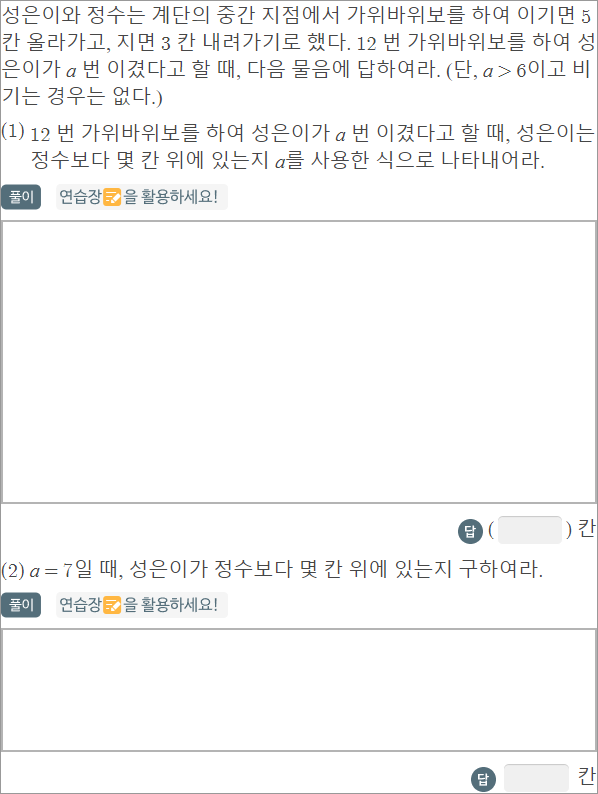 성은이와 정수는 계단의 중간 지점에서 가위바위보를 하여 이기면 5
칸 올라가고, 지면 3 칸 내려가기로 했다. 12 번 가위바위보를 하여 성
은이가 a 번 이겼다고 할 때, 다음 물음에 답하여라. (단, a > 6이고 비
기는 경우는 없다.)
(1) 12 번 가위바위보를 하여 성은이가 a 번 이겼다고 할 때, 성은이는
정수보다 몇 칸 위에 있는지 a를 사용한 식으로 나타내어라.
풀이 연습장을 활용하세요!
답 ( ) 칸
(2) a = 7일 때, 성은이가 정수보다 몇 칸 위에 있는지 구하여라.
풀이 연습장을 활용하세요!
답 칸